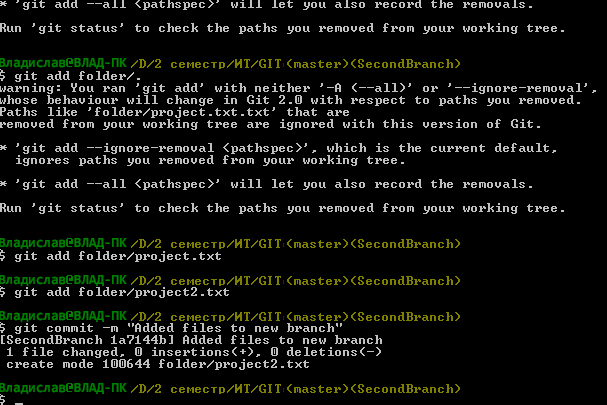 * 'git add --all <pathspec>' will let you also record the removals.
Run 'git status' to check the paths you removed from your working tree.
Владислав@ВЛАД-ПК /D/2 семестр/ИТ/GIT (master)(SecondBranch)
$ git add folder/.
warning: You ran 'git add' with neither '-A (--all)' or '--ignore-removal',
whose behaviour will change in Git 2.0 with respect to paths you removed.
Paths like 'folder/project.txt.txt' that are
removed from your working tree are ignored with this version of Git.
* 'git add --ignore-removal <pathspec>', which is the current default,
ignores paths you removed from your working tree.
* 'git add --all <pathspec>' will let you also record the removals.
Run 'git status' to check the paths you removed from your working tree.
Владислав@ВЛАД-ПК /D/2 семестр/ИТ/GIT (master)(SecondBranch)
$ git add folder/project.txt
Владислав@ВЛАД-ПК /D/2 семестр/ИТ/GIT (master)(SecondBranch)
$ git add folder/project2.txt
Владислав@ВЛАД-ПК /D/2 семестр/ИТ/GIT (master)(SecondBranch)
$ git commit -m "Added files to new branch"
[SecondBranch 1a7144b] Added files to new branch
1 file changed, 0 insertions(+), 0 deletions(-)
create mode 100644 folder/project2.txt
Владислав@ВЛАД-ПК /D/2 семестр/ИТ/GIT (master)(SecondBranch)
$ _